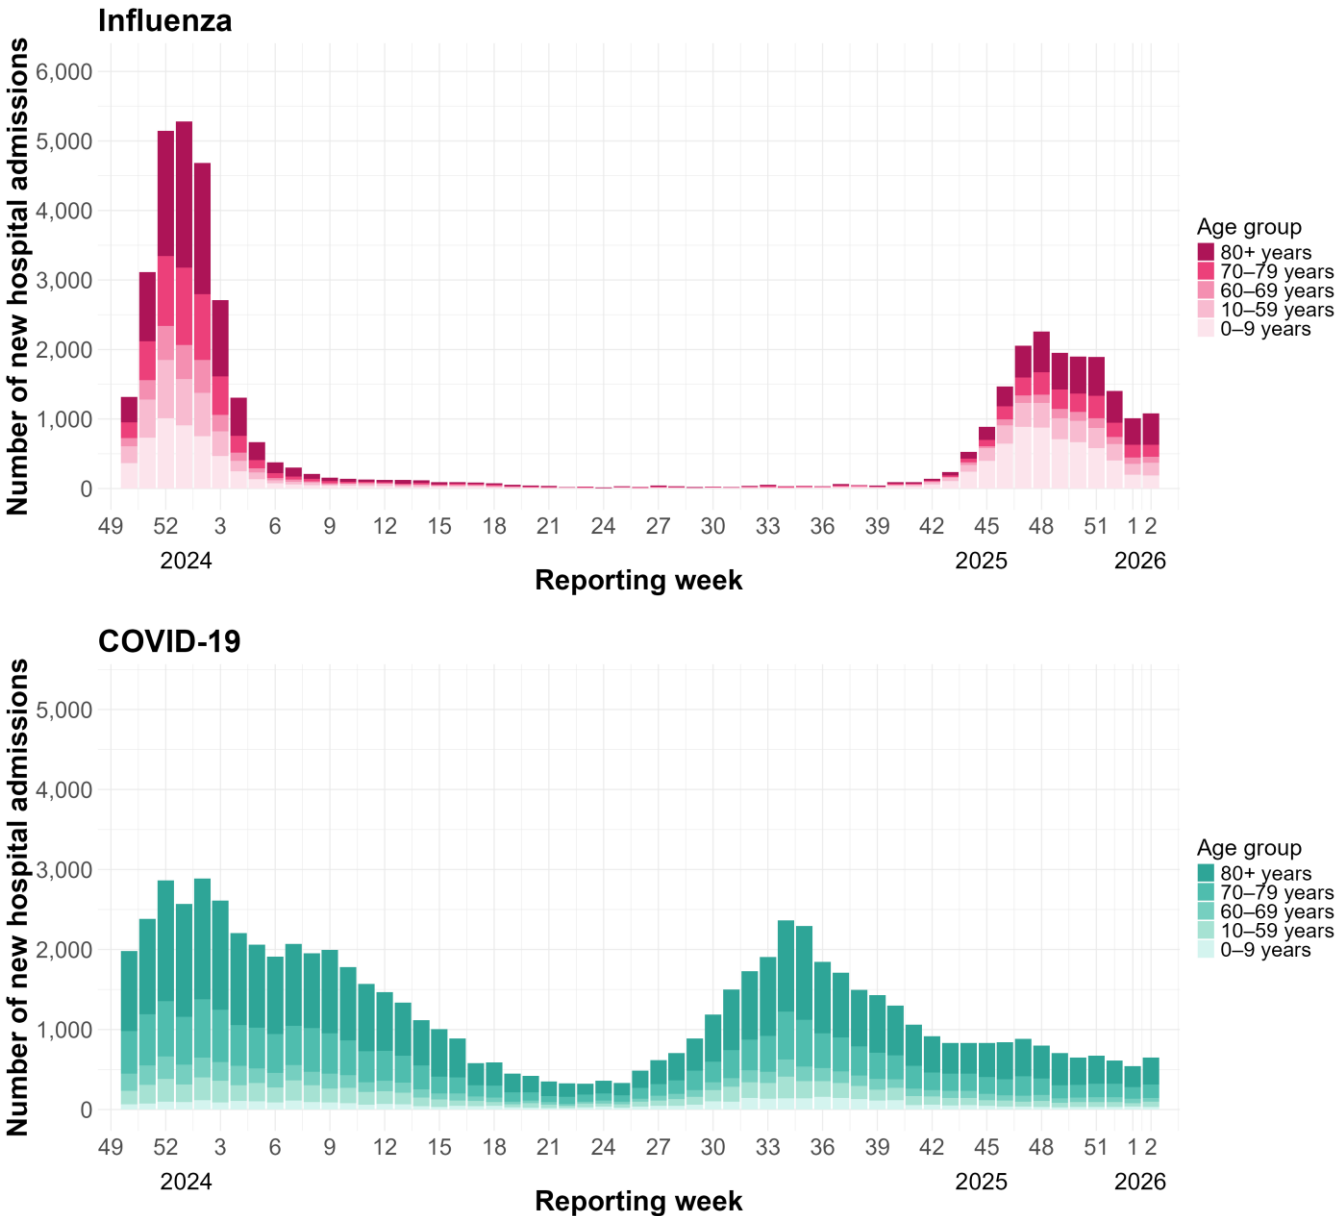 Influenza
Number of new hospital admissions
6,000
5,000
4,000
3,000
2,000
1,000
0
49 52 3 6 9 12 15 18 21 24 27 30 33 36 39 42 45 48 51 1 2
2024 2025 2026
Reporting week
Age group
80+ years
70–79 years
60–69 years
10–59 years
0–9 years
COVID-19
Number of new hospital admissions
5,000
4,000
3,000
2,000
1,000
0
49 52 3 6 9 12 15 18 21 24 27 30 33 36 39 42 45 48 51 1 2
2024 2025 2026
Reporting week
Age group
80+ years
70–79 years
60–69 years
10–59 years
0–9 years